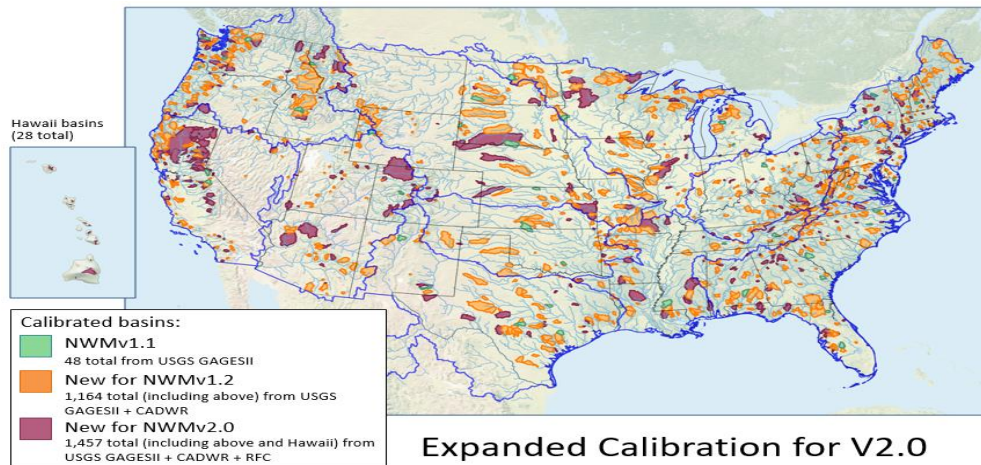 Hawaii basins
(28 total)
Calibrated basins:
NWMv1.1
48 total from USGS GAGESII
New for NWMv1.2
1,164 total (including above) from USGS
GAGESII + CADWR
New for NWMv2.0
1,457 total (including above and Hawaii) from
USGS GAGESII + CADWR + RFC
Expanded Calibration for V2.0